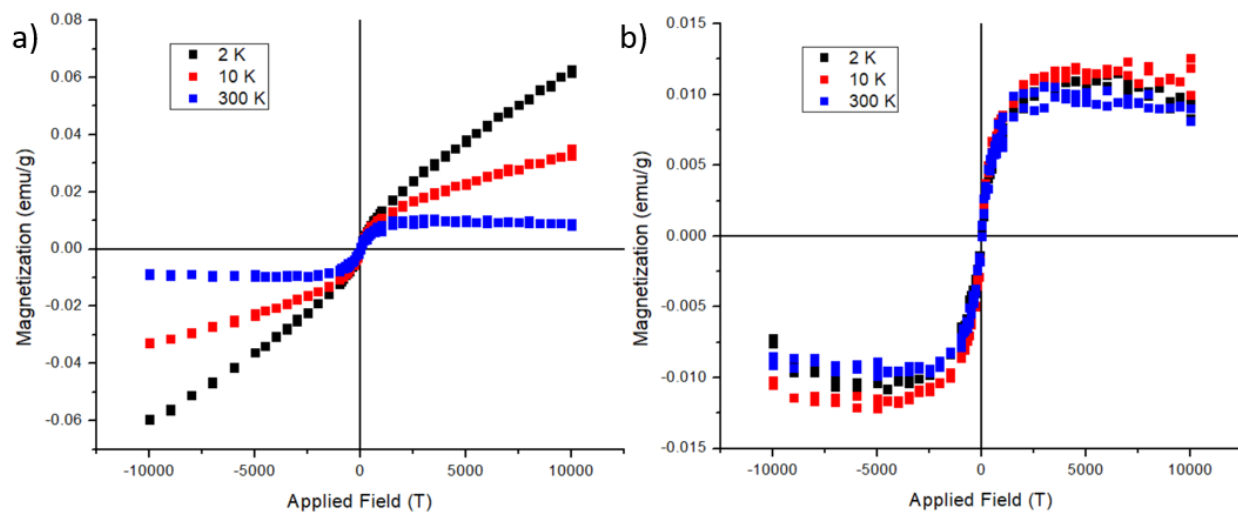 a)
2 K
10 K
300 K
0.08
0.06
0.04
0.02
0.00
-0.02
-0.04
-0.06
-10000 -5000 0 5000 10000
Magnetization (emu/g)
Applied Field (T)
b)
2 K
10 K
300 K
0.015
0.010
0.005
0.000
-0.005
-0.010
-0.015
-10000 -5000 0 5000 10000
Magnetization (emu/g)
Applied Field (T)